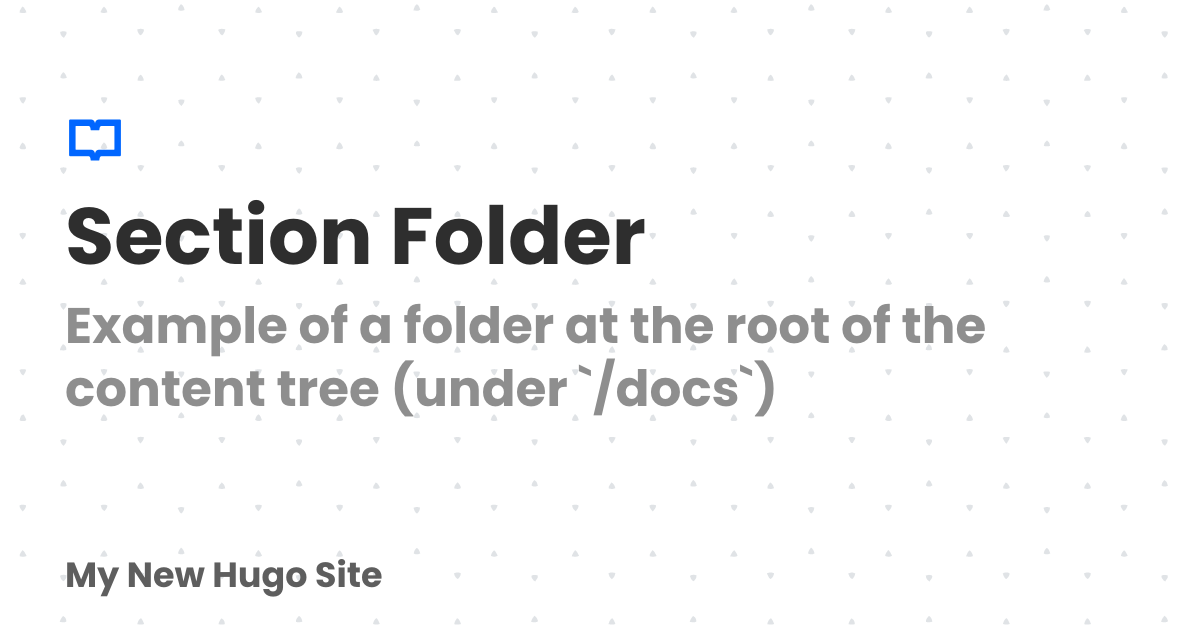 Section Folder
Example of a folder at the root of the
content tree (under `/docs`)
My New Hugo Site